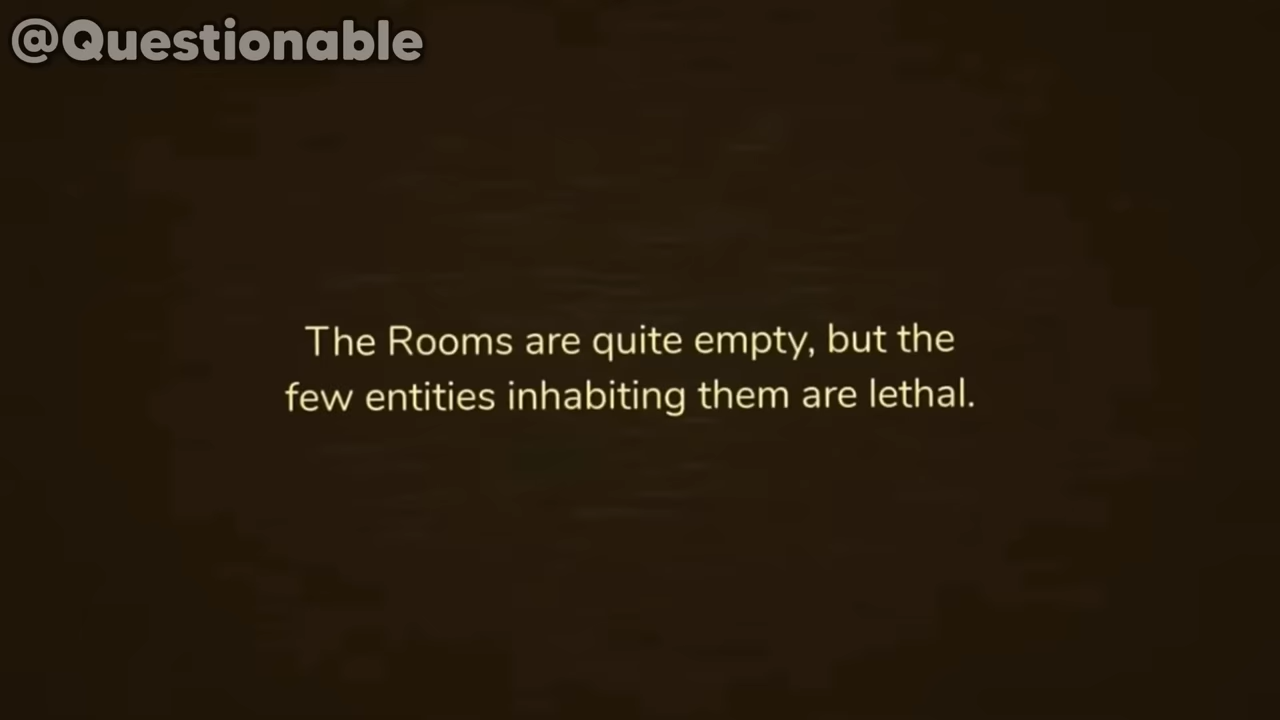 @Questionable
The Rooms are quite empty, but the
few entities inhabiting them are lethal.